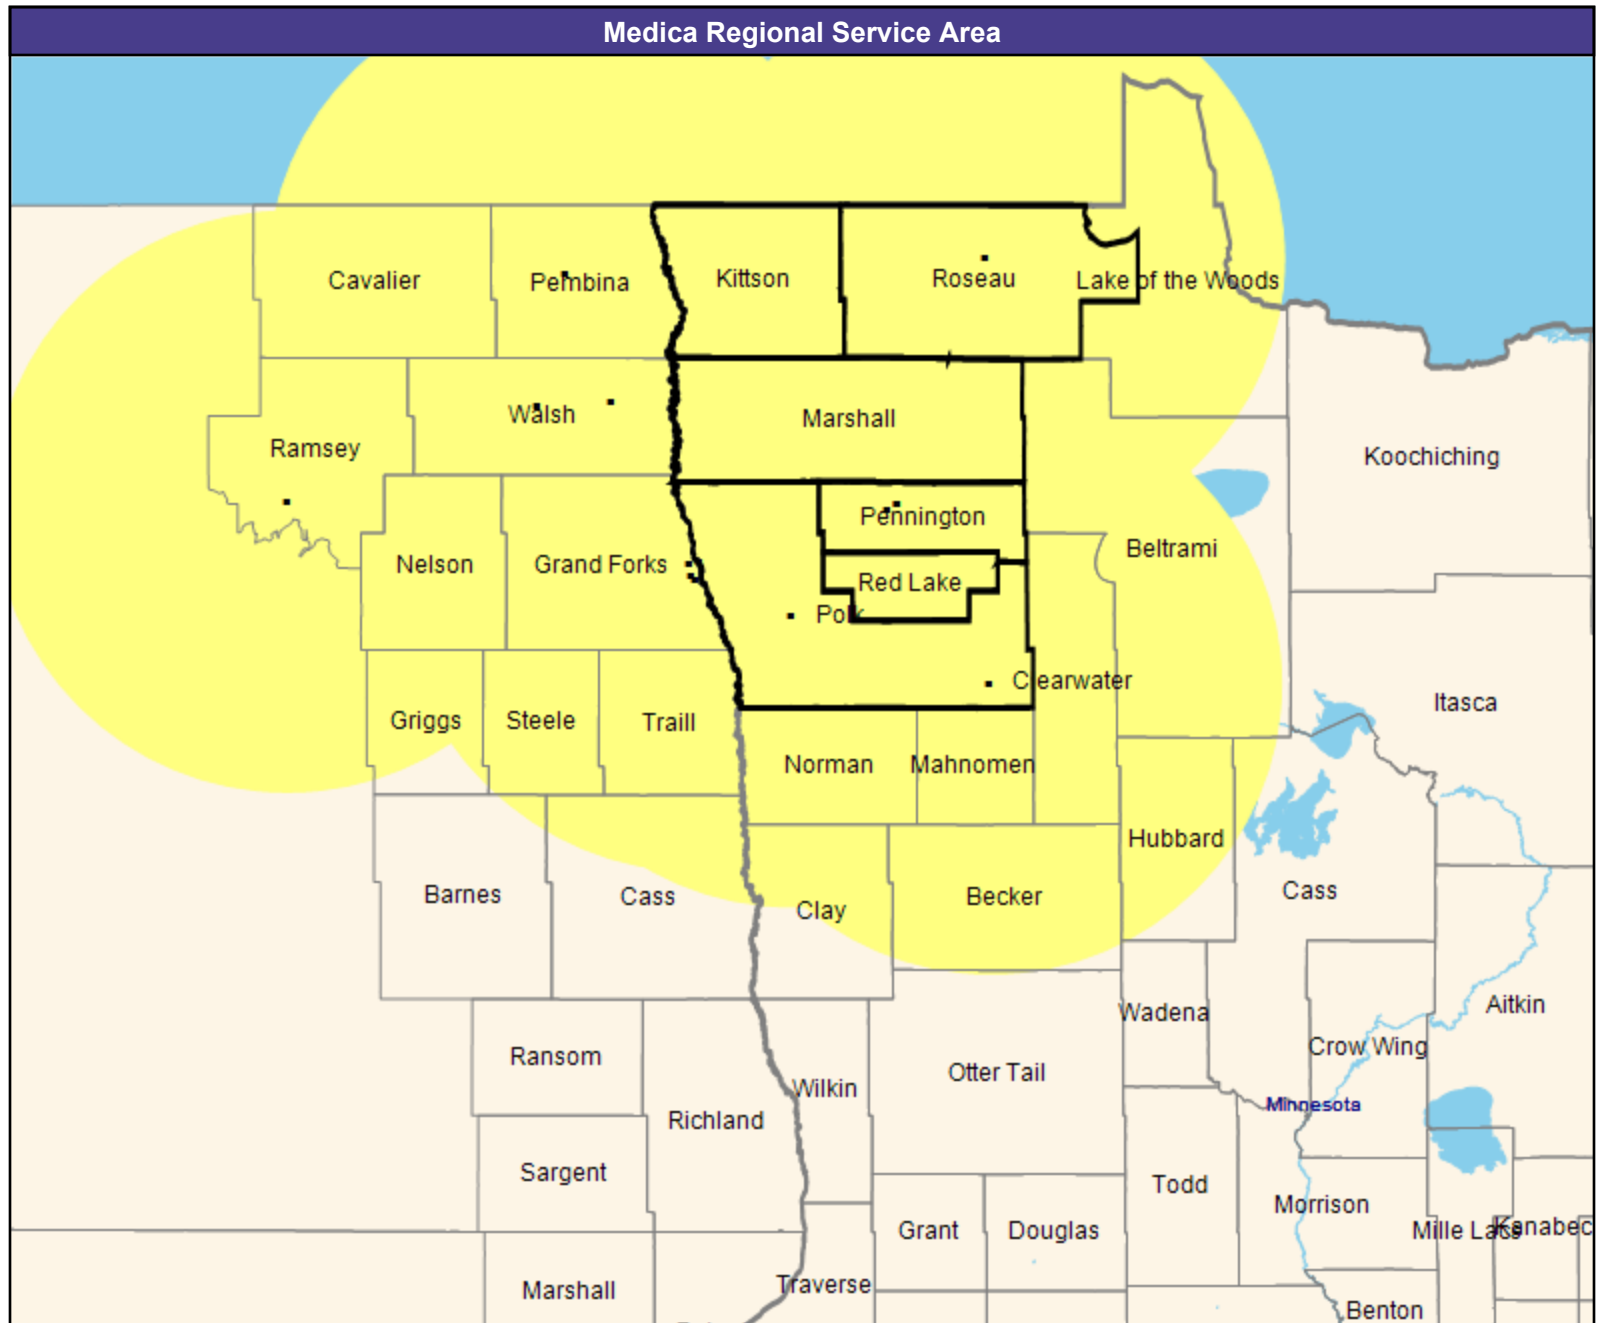 Medica Regional Service Area
Cavalier
Pembina
Kittson
Roseau
Lake of the Woods
Walsh
Marshall
Ramsey
Koochiching
Pennington
Beltrami
Nelson
Grand Forks
Red Lake
Polk
Clearwater
Itasca
Griggs
Steele
Traill
Norman
Mahnomen
Hubbard
Barnes
Cass
Clay
Becker
Cass
Wadena
Aitkin
Ransom
Crow Wing
Otter Tail
Wilkin
Minnesota
Richland
Sargent
Todd
Morrison
Grant
Douglas
Mille Lacs
Kanabec
Marshall
Traverse
Benton